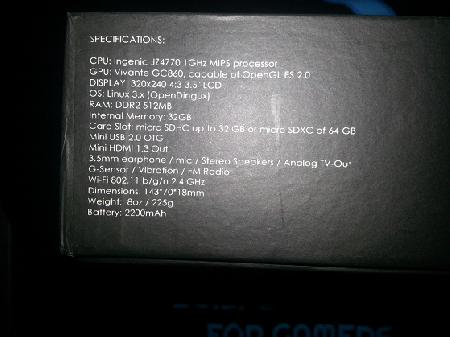 SPECIFICATIONS:
CPU: Ingenic JZ4770 1GHz MIPS processor
GPU: Vivante GC860, capable of OpenGL ES 2.0
DISPLAY: 320x240 4:3 3.5" LCD
OS: Linux 3.x (OpenDingux)
RAM: DDR2 512MB
Internal Memory: 32GB
Card Slot: micro SDHC up to 32 GB or micro SDXC of 64 GB
Mini USB 2.0 OTG
Mini HDMI 1.3 Out
3.5mm earphone / mic / Stereo Speakers / Analog TV-Out
G-Sensor / Vibration / FM Radio
Wi-Fi 802.11 b/g/n 2.4 GHz
Dimensions: 143*70*18mm
Weight: 8oz / 225g
Battery: 2200mAh
FOR GAMERS